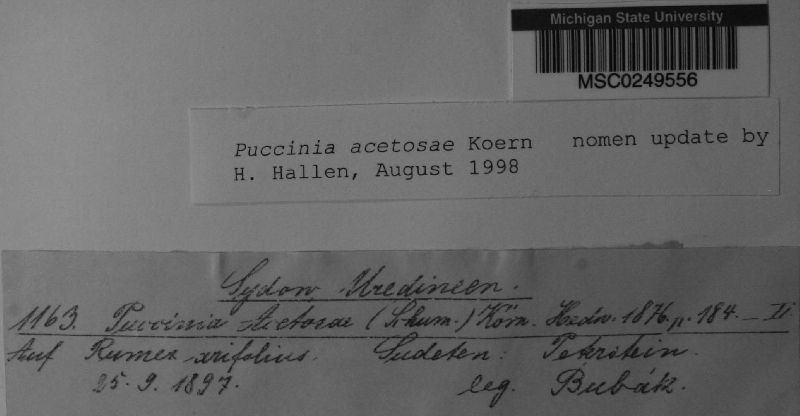 Michigan State University
MSC0249556
Puccinia acetosae Koern nomen update by
H. Hallen, August 1998
Sydow Uredineen.
1163. Puccinia Acetosae (Schum.) Körn. Hedw. 1876, p. 184. — II
Auf Rumex arifolius. Sudeten: Petrstein.
25. 9. 1897. leg. Bubák.